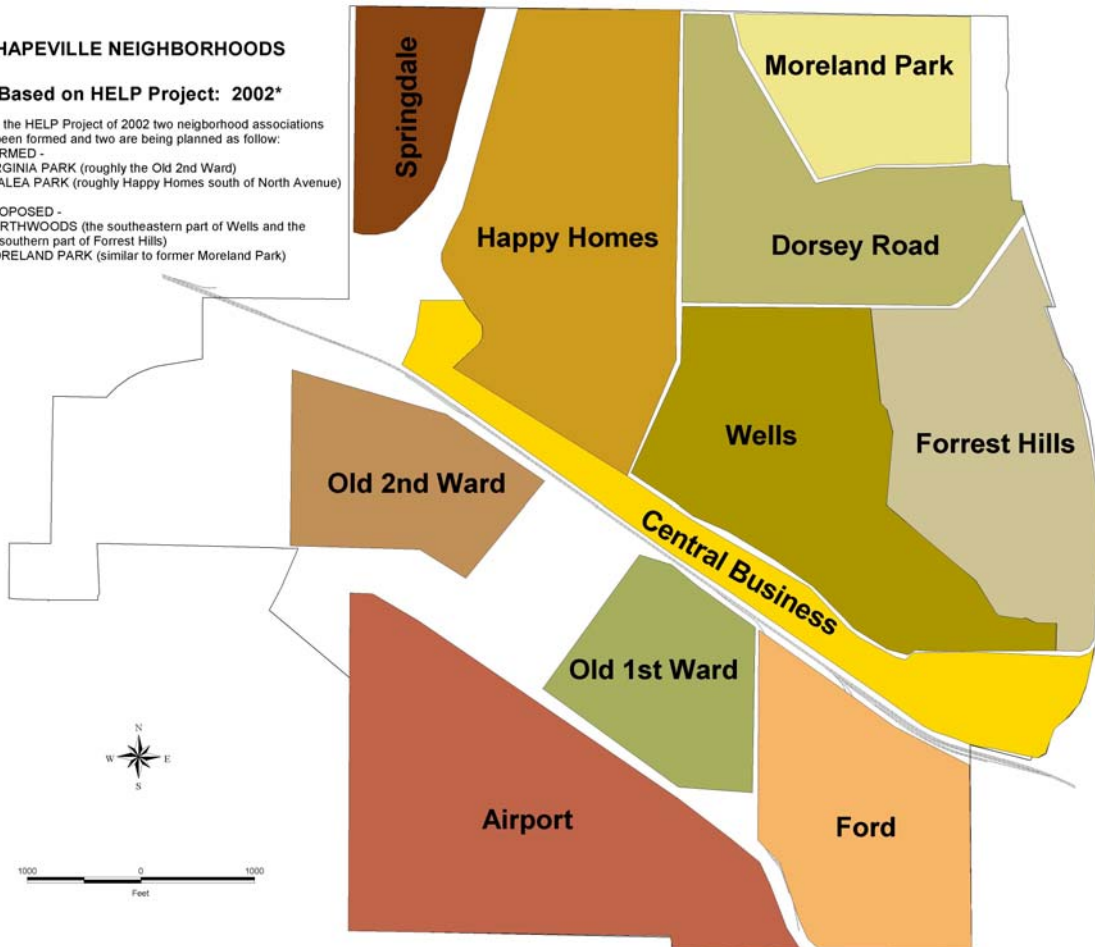 HAPEVILLE NEIGHBORHOODS
Based on HELP Project: 2002*
the HELP Project of 2002 two neigborhood associations
been formed and two are being planned as follow:
RMED -
RGINIA PARK (roughly the Old 2nd Ward)
ALEA PARK (roughly Happy Homes south of North Avenue)
OPOSED -
RTHWOODS (the southeastern part of Wells and the
southern part of Forrest Hills)
ORELAND PARK (similar to former Moreland Park)
Springdale
Moreland Park
Happy Homes
Dorsey Road
Wells
Forrest Hills
Old 2nd Ward
Central Business
Old 1st Ward
Airport
Ford
N
W E
S
1000 0 1000
Feet